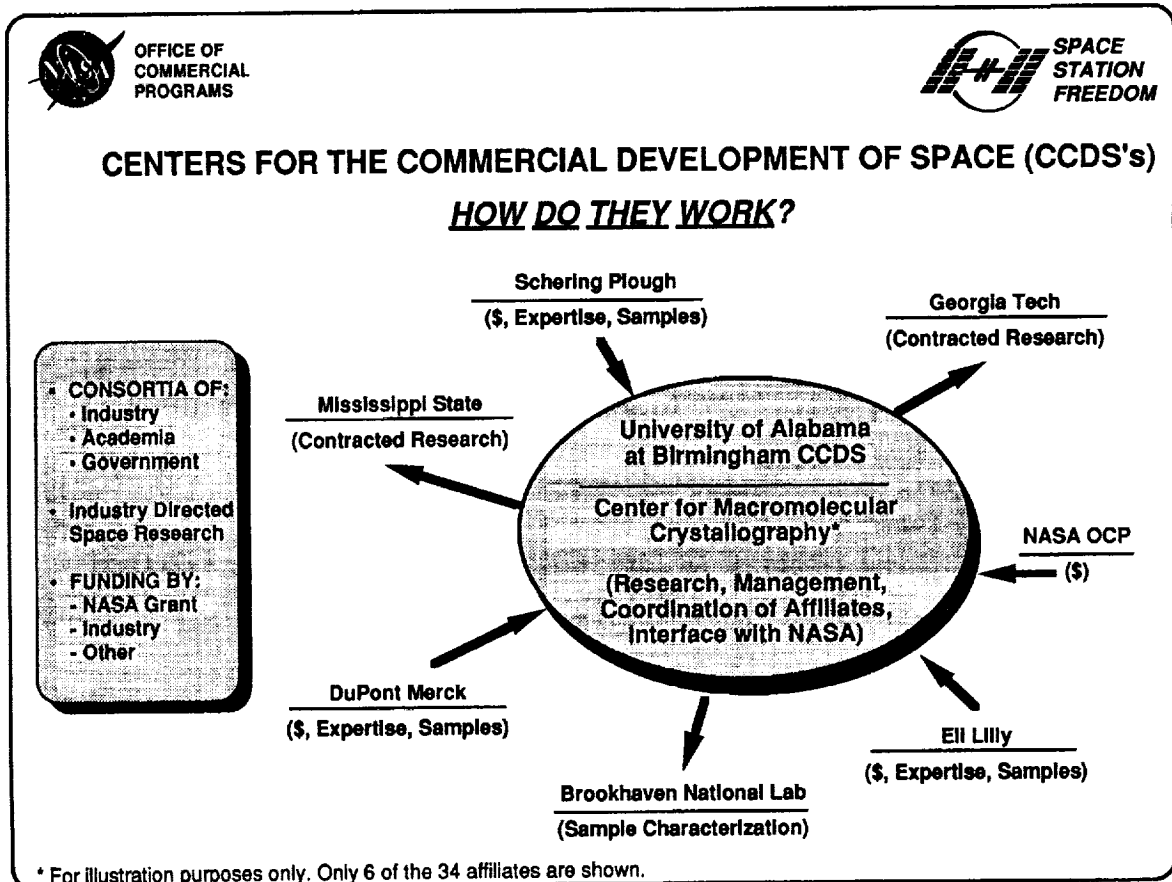 NASA
OFFICE OF
COMMERCIAL
PROGRAMS
SPACE
STATION
FREEDOM
CENTERS FOR THE COMMERCIAL DEVELOPMENT OF SPACE (CCDS's)
HOW DO THEY WORK?
Schering Plough
($, Expertise, Samples)
Georgia Tech
(Contracted Research)
• CONSORTIA OF:
• Industry
• Academia
• Government
• Industry Directed
Space Research
• FUNDING BY:
- NASA Grant
- Industry
- Other
Mississippi State
(Contracted Research)
University of Alabama
at Birmingham CCDS
Center for Macromolecular
Crystallography*
(Research, Management,
Coordination of Affiliates,
Interface with NASA)
NASA OCP
($)
DuPont Merck
($, Expertise, Samples)
Eli Lilly
($, Expertise, Samples)
Brookhaven National Lab
(Sample Characterization)
* For illustration purposes only. Only 6 of the 34 affiliates are shown.